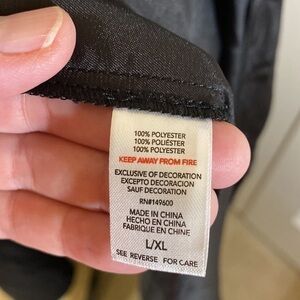 100% POLYESTER
100% POLIÉSTER
100% POLYESTER
KEEP AWAY FROM FIRE
EXCLUSIVE OF DECORATION
EXCEPTO DECORACION
SAUF DECORATION
RN#149600
MADE IN CHINA
HECHO EN CHINA
FABRIQUE EN CHINE
L/XL
SEE REVERSE FOR CARE